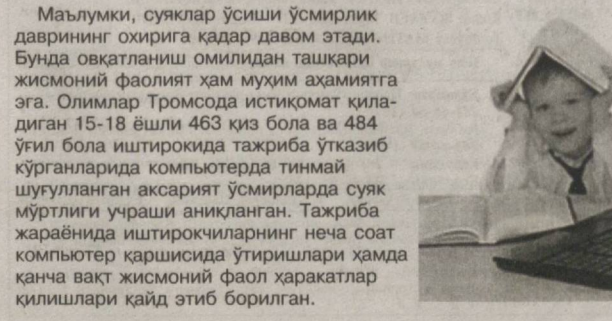 Маълумки, суяклар ўсиши ўсмирлик
даврининг охирига қадар давом этади.
Бунда овқатланиш омилидан ташқари
жисмоний фаолият ҳам муҳим аҳамиятга
эга. Олимлар Тромсода истиқомат қила-
диган 15-18 ёшли 463 қиз бола ва 484
ўғил бола иштирокида тажриба ўтказиб
кўрганларида компьютерда тинмай
шуғулланган аксарият ўсмирларда суяк
мўртлиги учраши аниқланган. Тажриба
жараёнида иштирокчиларнинг неча соат
компьютер қаршисида ўтиришлари ҳамда
қанча вақт жисмоний фаол ҳаракатлар
қилишлари қайд этиб борилган.